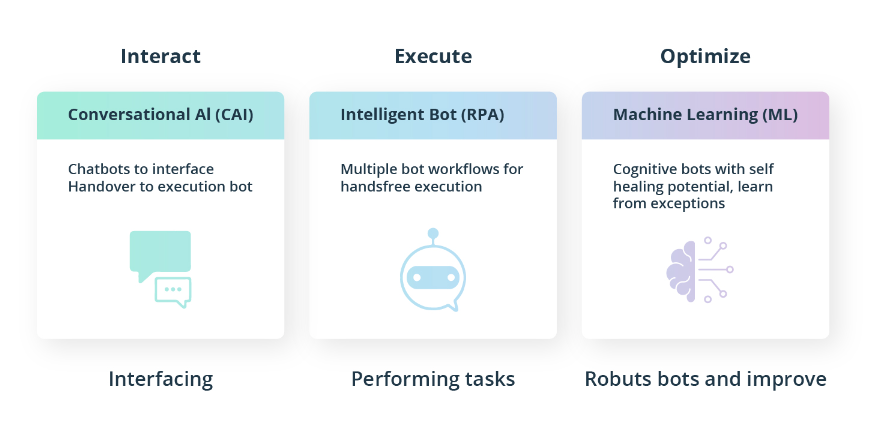 Interact
Execute
Optimize
Conversational Al (CAI)
Intelligent Bot (RPA)
Machine Learning (ML)
Chatbots to interface
Handover to execution bot
Multiple bot workflows for
handsfree execution
Cognitive bots with self
healing potential, learn
from exceptions
Interfacing
Performing tasks
Robuts bots and improve